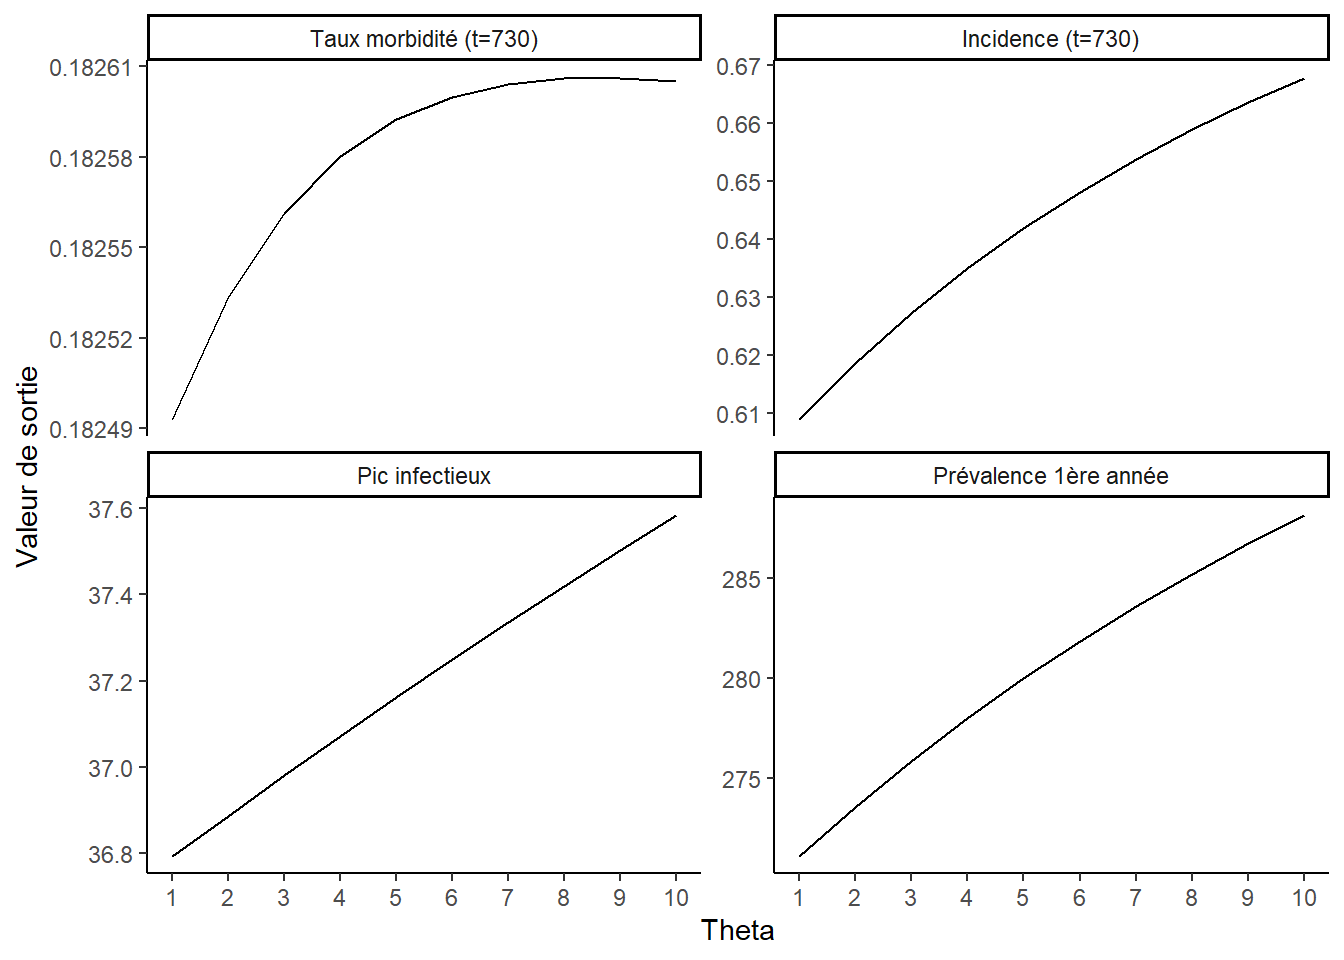 Taux morbidité (t=730)
0.18261
0.18258
0.18255
0.18252
0.18249
Incidence (t=730)
0.67
0.66
0.65
0.64
0.63
0.62
0.61
Valeur de sortie
Pic infectieux
37.6
37.4
37.2
37.0
36.8
1 2 3 4 5 6 7 8 9 10
Prévalence 1ère année
285
280
275
1 2 3 4 5 6 7 8 9 10
Theta